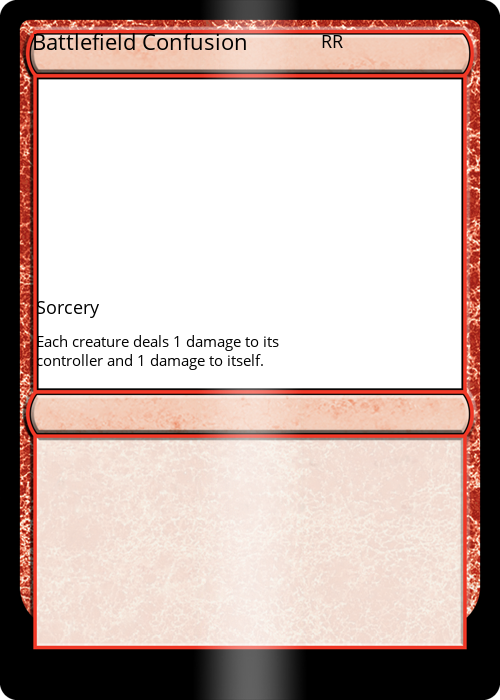 Battlefield Confusion RR
Sorcery
Each creature deals 1 damage to its
controller and 1 damage to itself.